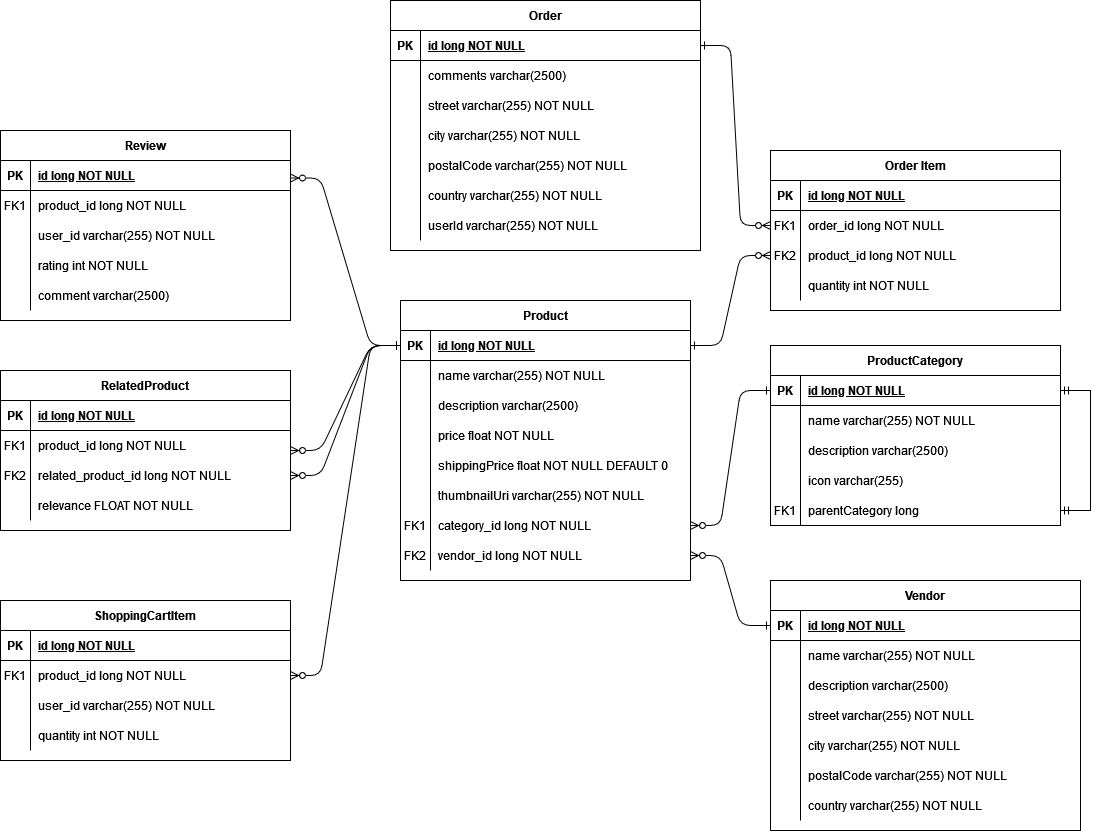 Order
PK id long NOT NULL
comments varchar(2500)
street varchar(255) NOT NULL
city varchar(255) NOT NULL
postalCode varchar(255) NOT NULL
country varchar(255) NOT NULL
userId varchar(255) NOT NULL
Review
PK id long NOT NULL
FK1 product_id long NOT NULL
user_id varchar(255) NOT NULL
rating int NOT NULL
comment varchar(2500)
Order Item
PK id long NOT NULL
FK1 order_id long NOT NULL
FK2 product_id long NOT NULL
quantity int NOT NULL
Product
PK id long NOT NULL
name varchar(255) NOT NULL
description varchar(2500)
price float NOT NULL
shippingPrice float NOT NULL DEFAULT 0
thumbnailUri varchar(255) NOT NULL
FK1 category_id long NOT NULL
FK2 vendor_id long NOT NULL
RelatedProduct
PK id long NOT NULL
FK1 product_id long NOT NULL
FK2 related_product_id long NOT NULL
relevance FLOAT NOT NULL
ProductCategory
PK id long NOT NULL
name varchar(255) NOT NULL
description varchar(2500)
icon varchar(255)
FK1 parentCategory long
ShoppingCartItem
PK id long NOT NULL
FK1 product_id long NOT NULL
user_id varchar(255) NOT NULL
quantity int NOT NULL
Vendor
PK id long NOT NULL
name varchar(255) NOT NULL
description varchar(2500)
street varchar(255) NOT NULL
city varchar(255) NOT NULL
postalCode varchar(255) NOT NULL
country varchar(255) NOT NULL